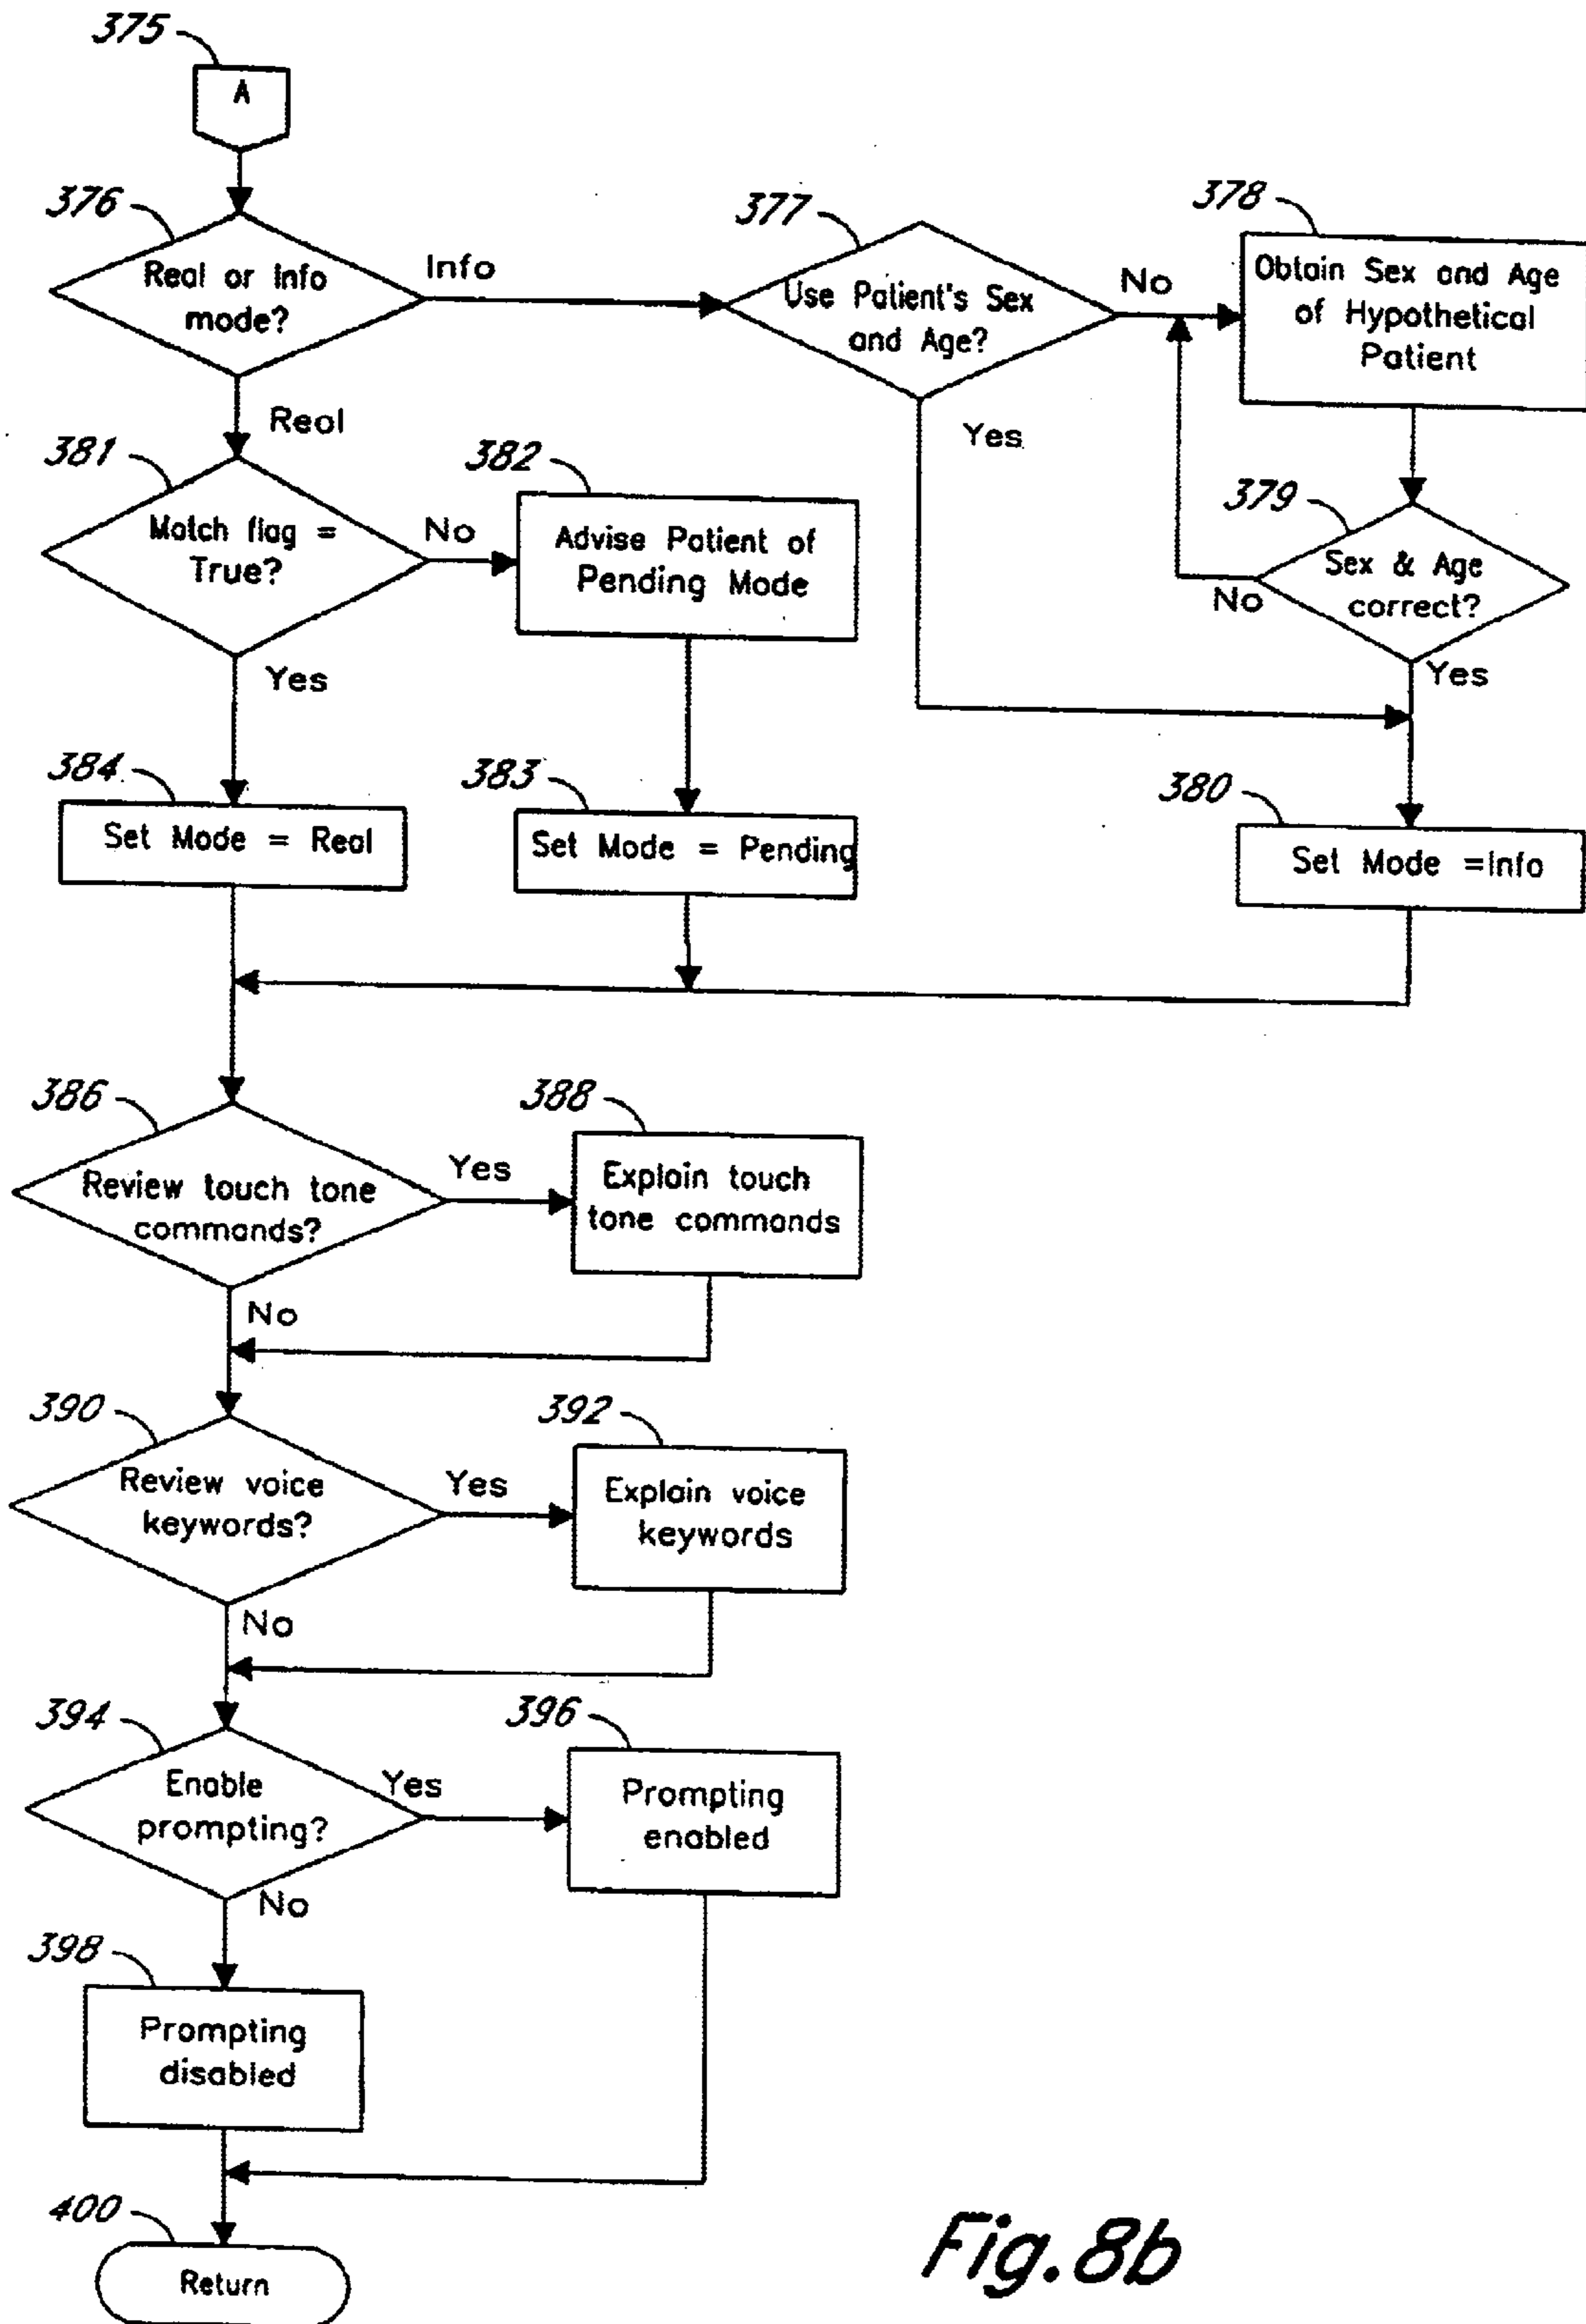 375
A
376
Real or Info
mode?
Info
377
Use Patient's Sex
and Age?
No
378
Obtain Sex and Age
of Hypothetical
Patient
Real
Yes
381
Match flag =
True?
No
382
Advise Patient of
Pending Mode
379
Sex & Age
correct?
No
Yes
Yes
384
Set Mode = Real
383
Set Mode = Pending
380
Set Mode =Info
386
Review touch tone
commands?
Yes
388
Explain touch
tone commands
No
390
Review voice
keywords?
Yes
392
Explain voice
keywords
No
394
Enable
prompting?
Yes
396
Prompting
enabled
No
398
Prompting
disabled
400
Return
Fig.8b